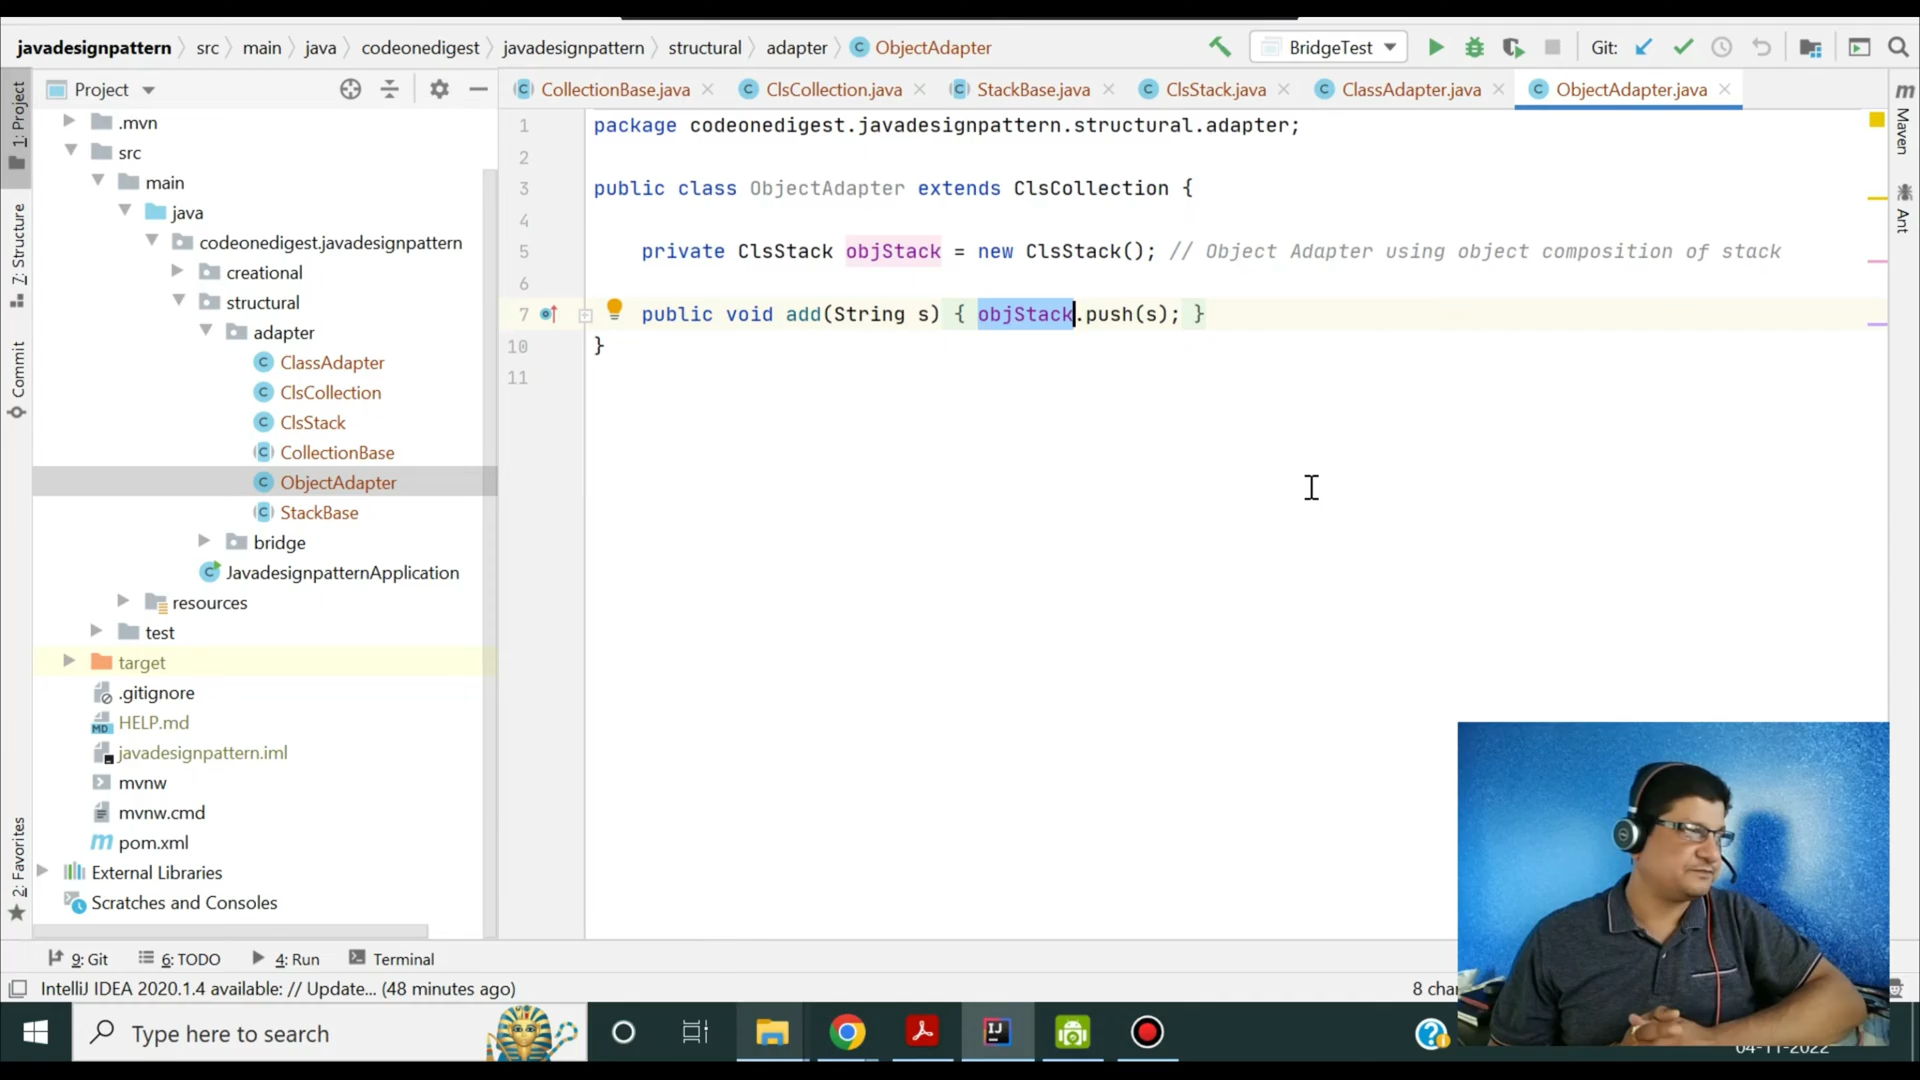 javadesignpattern src main java codeonedigest javadesignpattern structural adapter ObjectAdapter
BridgeTest Git:
1: Project
Project
CollectionBase.java ClsCollection.java StackBase.java ClsStack.java ClassAdapter.java ObjectAdapter.java
.mvn
src
main
java
codeonedigest.javadesignpattern
creational
structural
adapter
ClassAdapter
ClsCollection
ClsStack
CollectionBase
ObjectAdapter
StackBase
bridge
JavadesignpatternApplication
resources
test
target
.gitignore
HELP.md
javadesignpattern.iml
mvnw
mvnw.cmd
pom.xml
External Libraries
Scratches and Consoles
7: Structure
Commit
2: Favorites
1 package codeonedigest.javadesignpattern.structural.adapter;
2
3 public class ObjectAdapter extends ClsCollection {
4
5 private ClsStack objStack = new ClsStack(); // Object Adapter using object composition of stack
6
7 public void add(String s) { objStack.push(s); }
10 }
11
Maven
Ant
9: Git 6: TODO 4: Run Terminal
IntelliJ IDEA 2020.1.4 available: // Update... (48 minutes ago) 8 char
Type here to search
04-11-2022